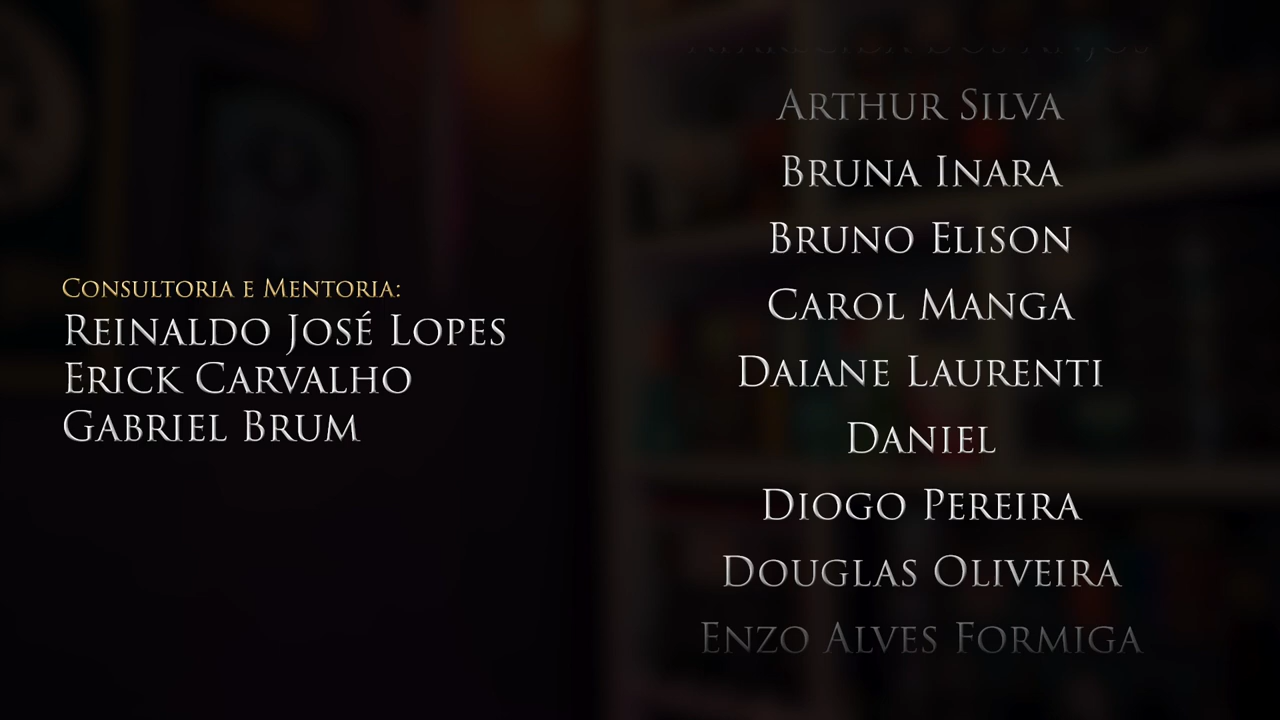 Consultoria e Mentoria:
Reinaldo José Lopes
Erick Carvalho
Gabriel Brum
Arthur Silva
Bruna Inara
Bruno Elison
Carol Manga
Daiane Laurenti
Daniel
Diogo Pereira
Douglas Oliveira
Enzo Alves Formiga